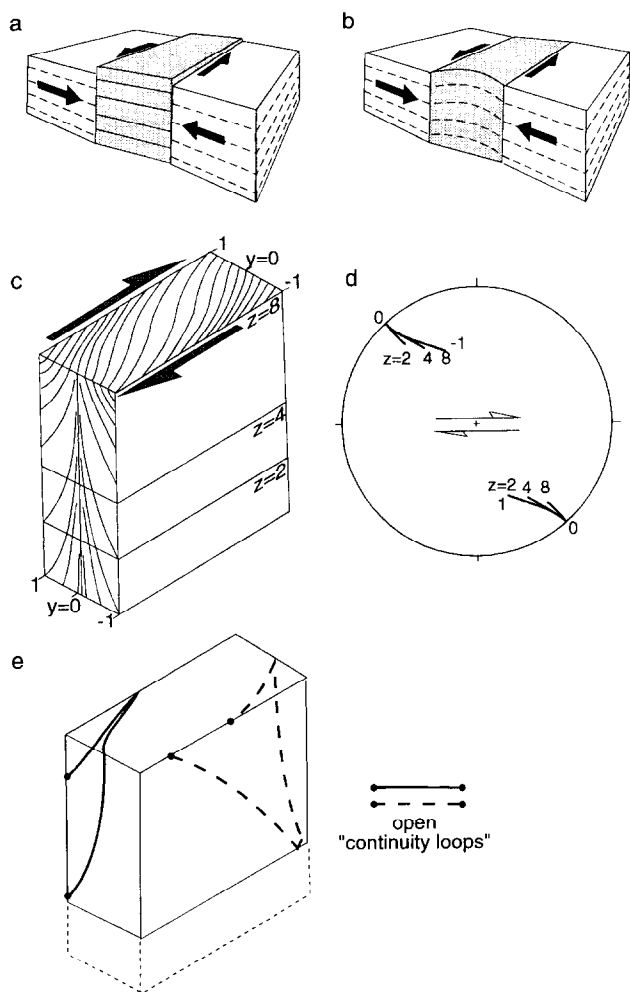 a
b
c
1
y=0
-1
z=8
z=4
z=2
1
y=0
-1
d
0
z=2 4 8 -1
z=2 4 8
1
0
e
open
"continuity loops"